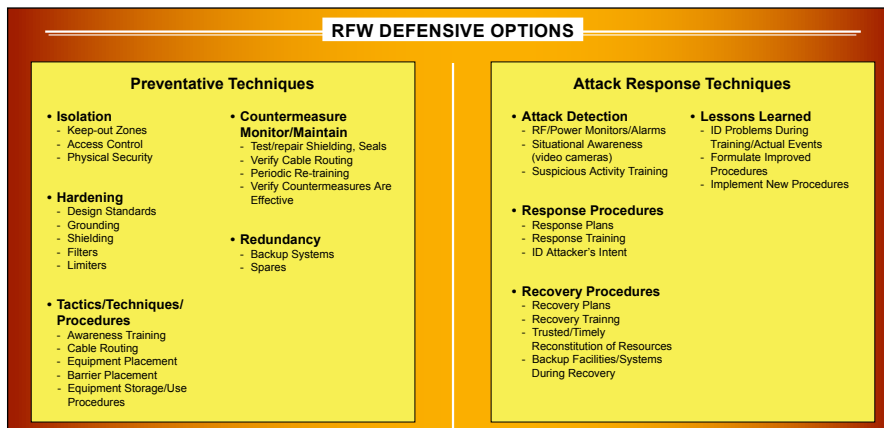 RFW DEFENSIVE OPTIONS
Preventative Techniques
• Isolation
- Keep-out Zones
- Access Control
- Physical Security
• Hardening
- Design Standards
- Grounding
- Shielding
- Filters
- Limiters
• Tactics/Techniques/
Procedures
- Awareness Training
- Cable Routing
- Equipment Placement
- Barrier Placement
- Equipment Storage/Use
Procedures
• Countermeasure
Monitor/Maintain
- Test/repair Shielding, Seals
- Verify Cable Routing
- Periodic Re-training
- Verify Countermeasures Are
Effective
• Redundancy
- Backup Systems
- Spares
Attack Response Techniques
• Attack Detection
- RF/Power Monitors/Alarms
- Situational Awareness
(video cameras)
- Suspicious Activity Training
• Response Procedures
- Response Plans
- Response Training
- ID Attacker's Intent
• Recovery Procedures
- Recovery Plans
- Recovery Trainng
- Trusted/Timely
Reconstitution of Resources
- Backup Facilities/Systems
During Recovery
• Lessons Learned
- ID Problems During
Training/Actual Events
- Formulate Improved
Procedures
- Implement New Procedures